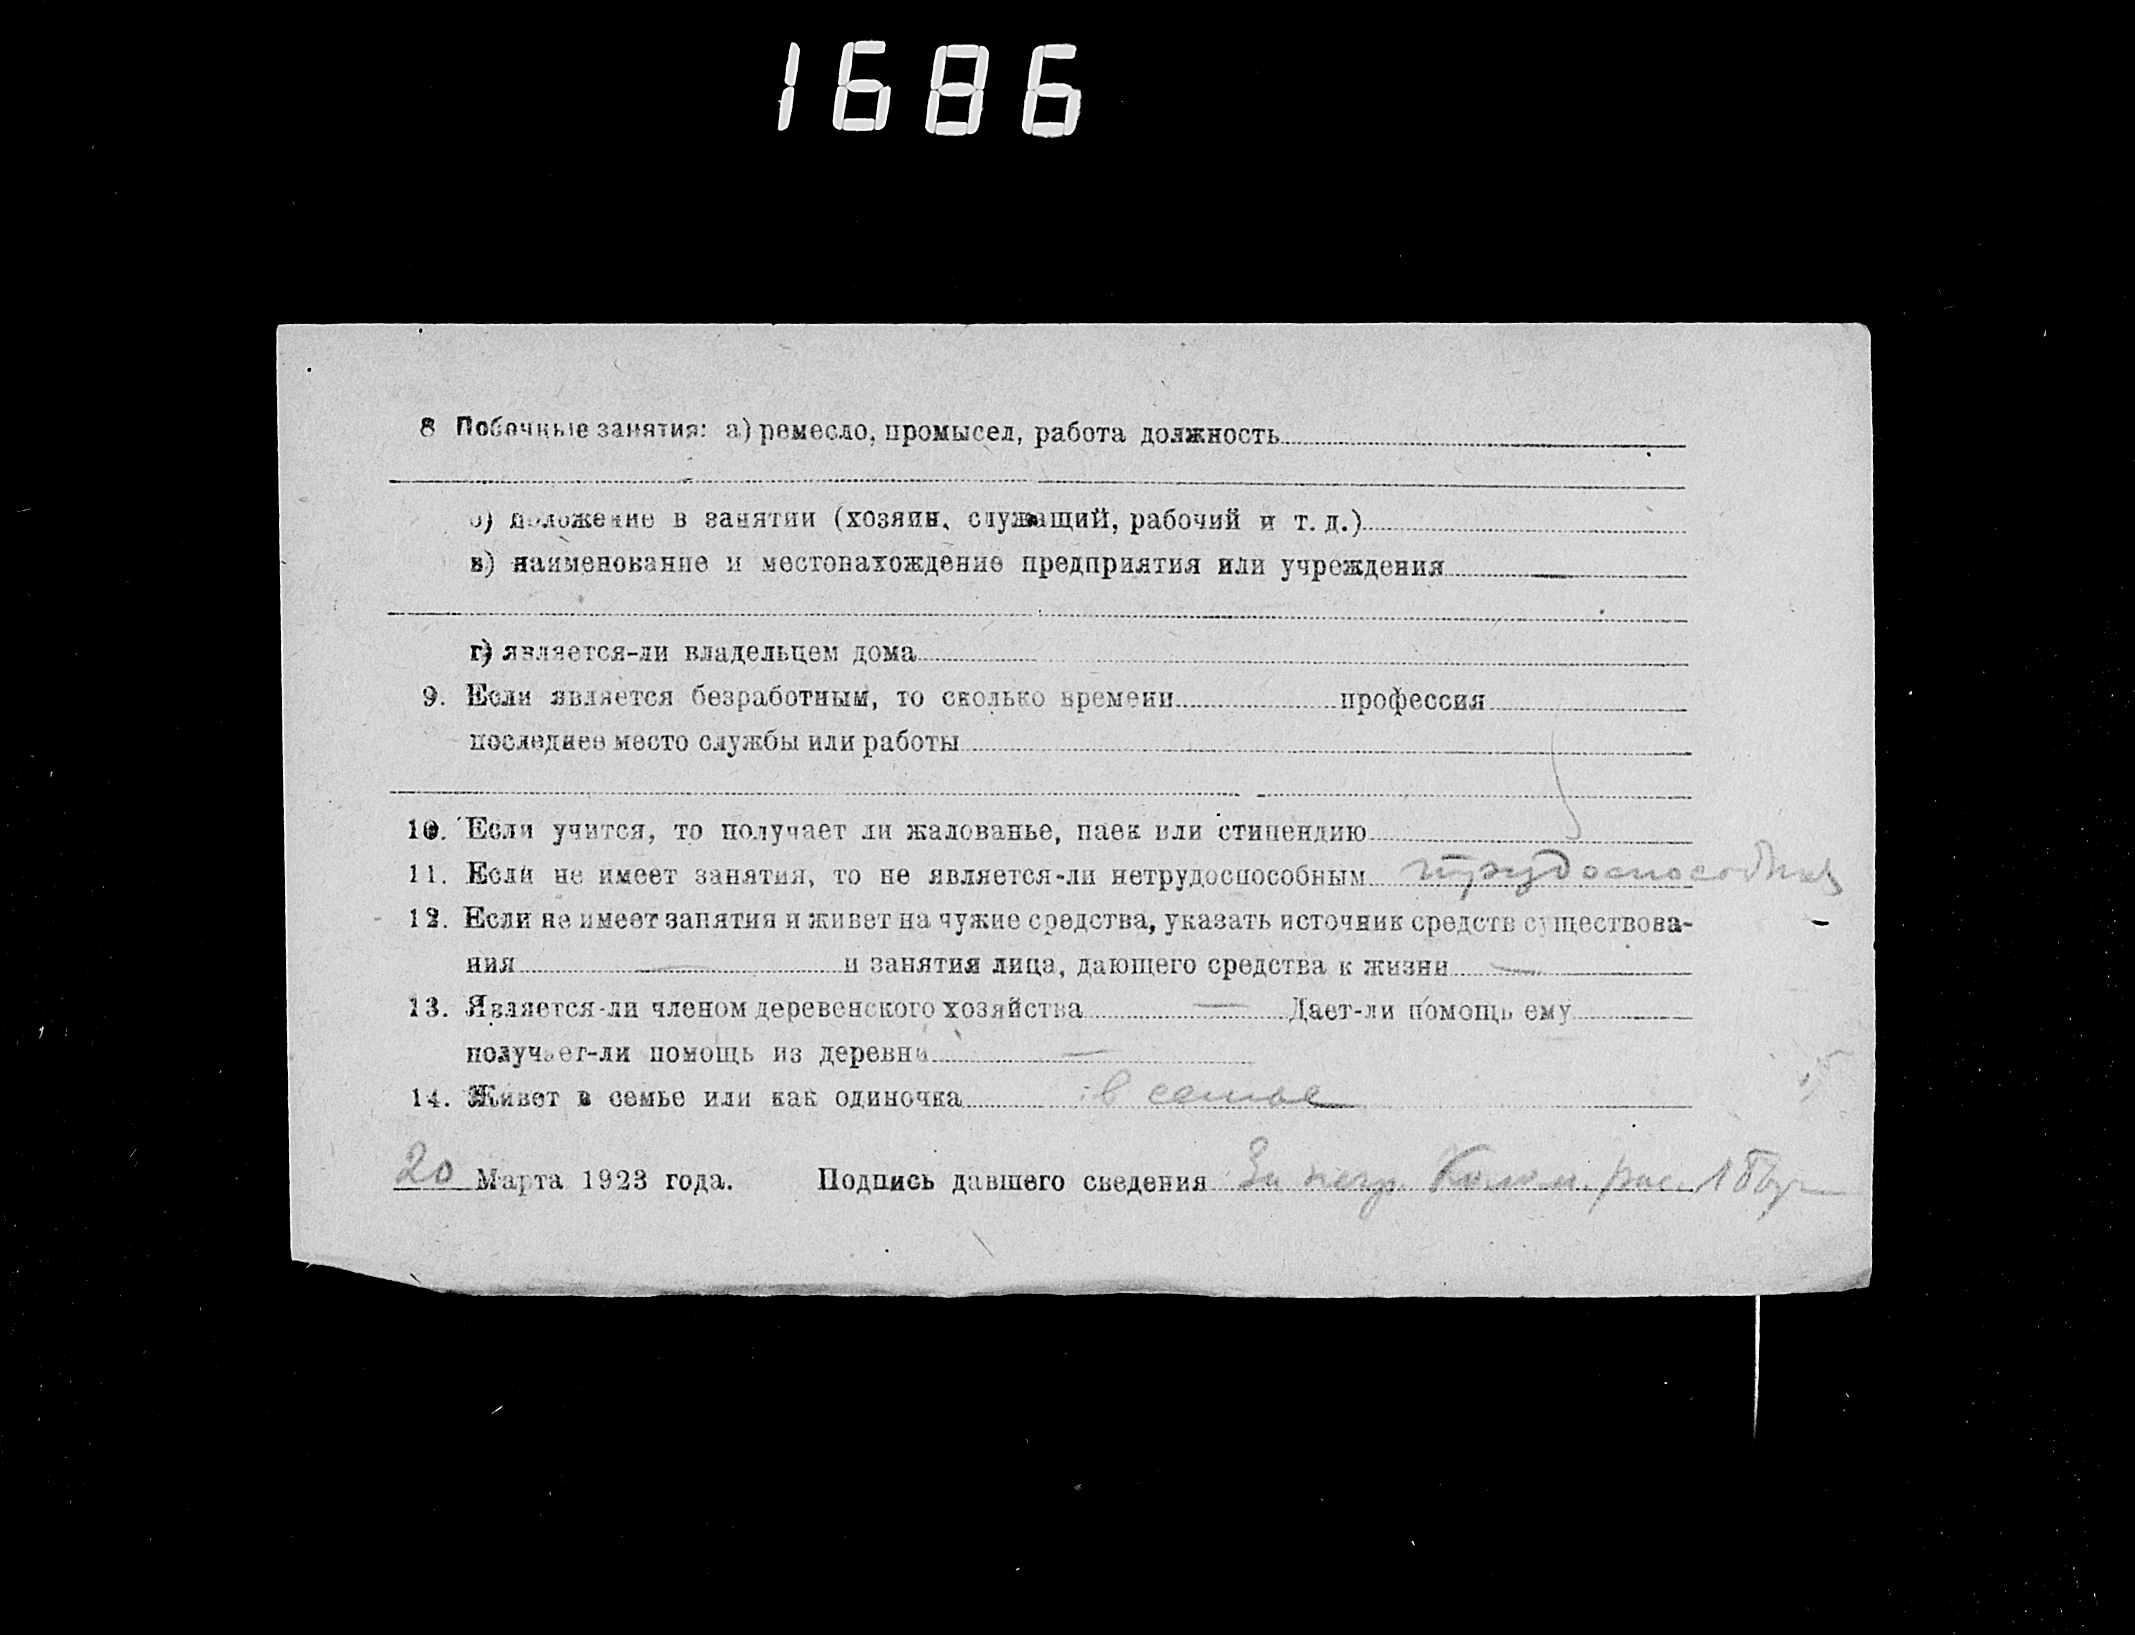 1686
8 Побочные занятия: а) ремесло, промысел, работа должность
б) положение в занятии (хозяин, служащий, рабочий и т. д.)
в) наименование и местонахождение предприятия или учреждения
г) является-ли владельцем дома
9. Если является безработным, то сколько времени профессия
последнее место службы или работы
10. Если учится, то получает ли жалованье, паек или стипендию
11. Если не имеет занятия, то не является-ли нетрудоспособным трудоспособный
12. Если не имеет занятия и живет на чужие средства, указать источник средств существова-
ния — и занятия лица, дающего средства к жизни —
13. Является-ли членом деревенского хозяйства — Дает-ли помощь ему
получает-ли помощь из деревни —
14. Живет в семье или как одиночка в семье
20 Марта 1923 года. Подпись давшего сведения За негр.